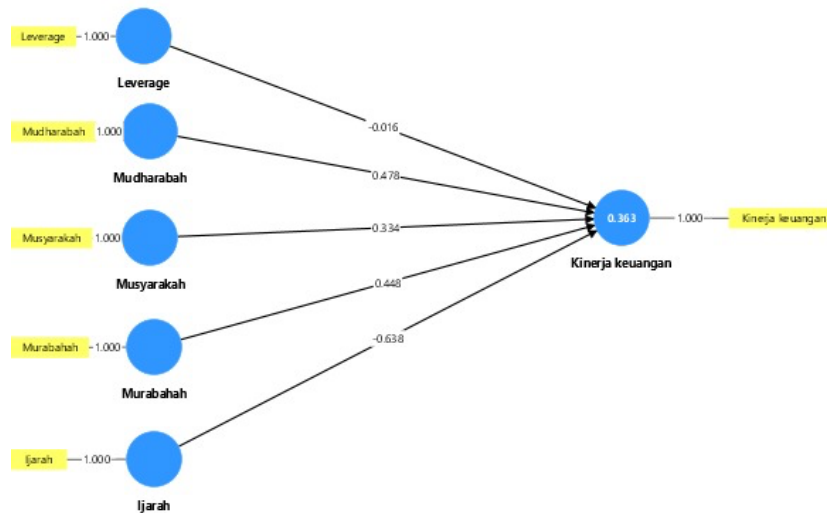 Leverage
1.000
Leverage
-0.016
Mudharabah
1.000
Mudharabah
0.478
Musyarakah
1.000
Musyarakah
0.334
Murabahah
1.000
Murabahah
0.448
Ijarah
1.000
Ijarah
-0.638
0.363
Kinerja keuangan
1.000
Kinerja keuangan